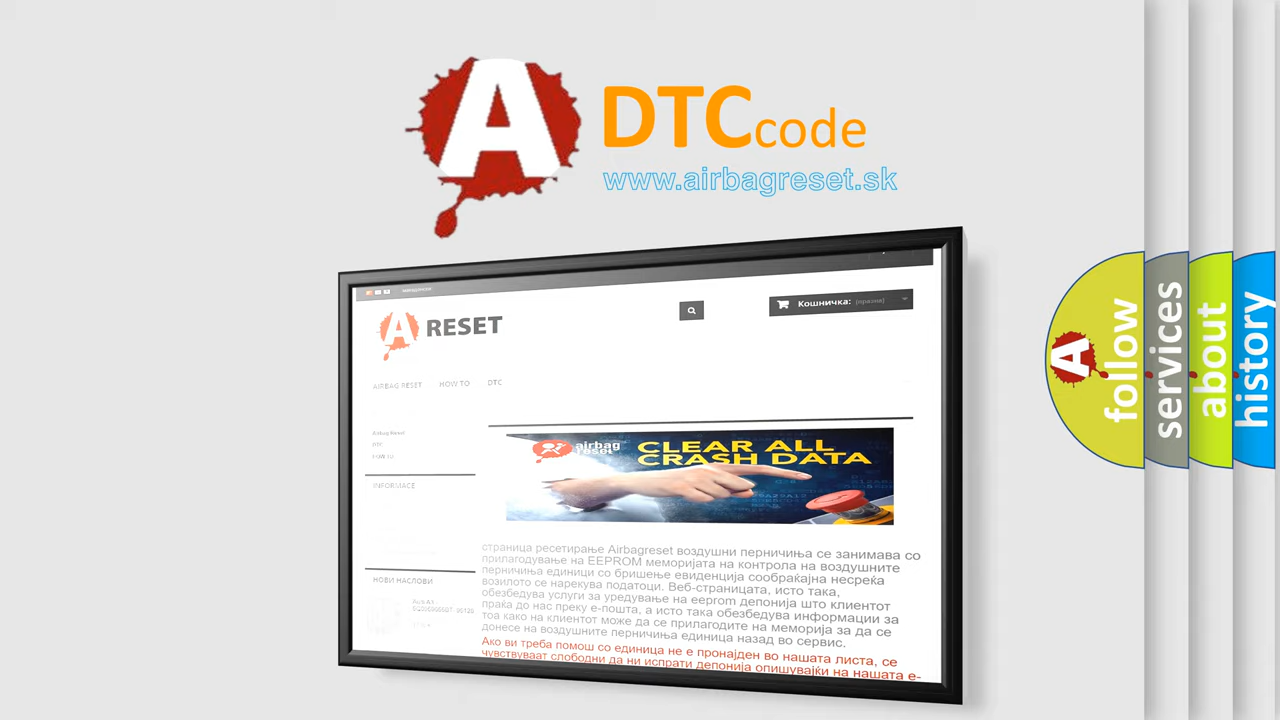 A
DTCcode
www.airbagreset.sk
A RESET
Кошничка: (празна)
AIRBAG RESET HOW TO DTC
Airbag Reset
DTC
HOW TO
INFORMACE
airbag
reset
CLEAR ALL
CRASH DATA
страница ресетирање Airbagreset воздушни перничиња се занимава со
прилагодување на EEPROM меморијата на контрола на воздушните
перничиња единици со бришење евиденција сообраќајна несреќа
возилото се нарекува податоци. Веб-страницата, исто така,
обезбедува услуги за уредување на eeprom депонија што клиентот
праќа до нас преку е-пошта, а исто така обезбедува информации за
тоа како на клиентот може да се прилагодите на меморија за да се
донесе на воздушните перничиња единица назад во сервис.
Ако ви треба помош со единица не е пронајден во нашата листа, се
чувствуваат слободни да ни испрати депонија опишувајќи на нашата е-
НОВИ НАСЛОВИ
A
follow
services
about
history